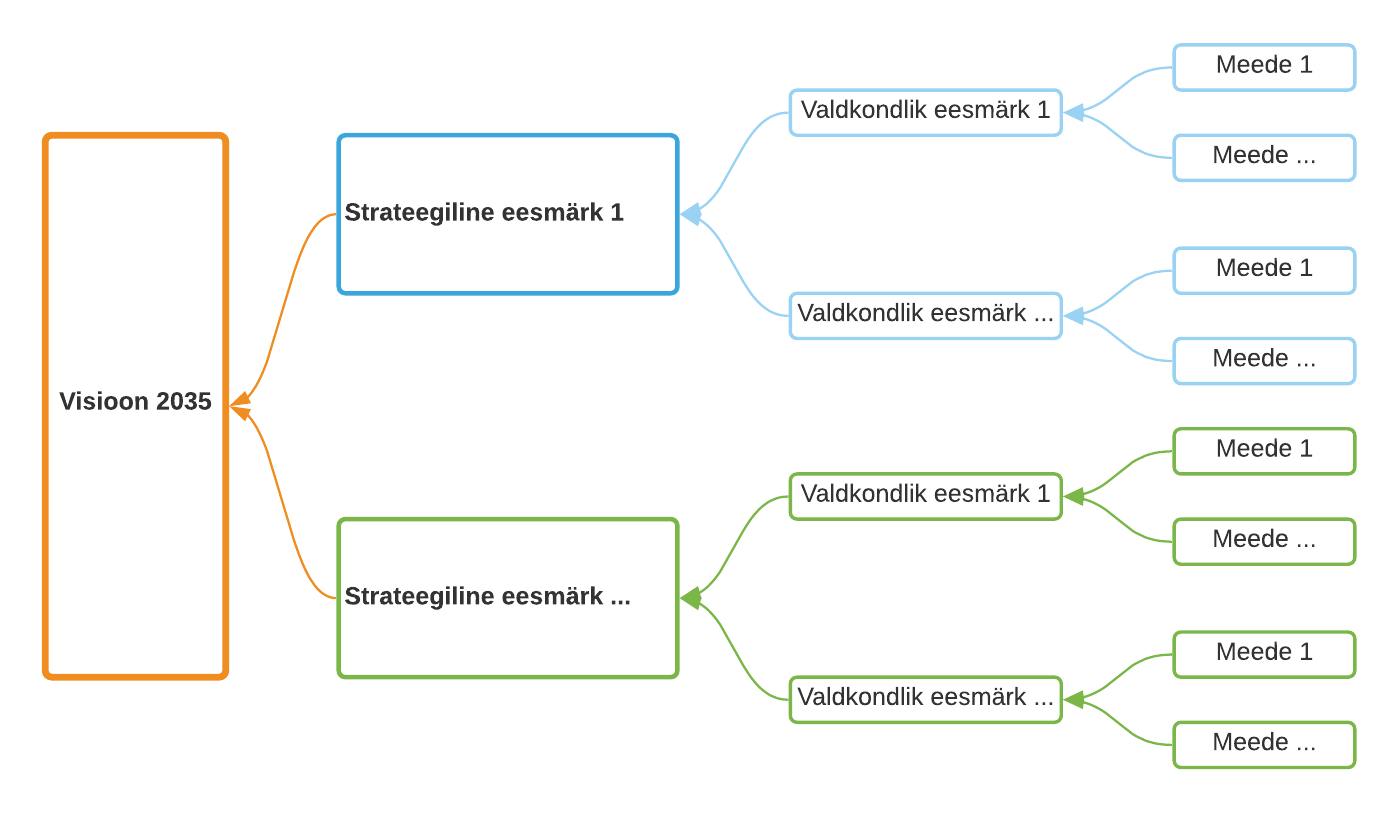 Visioon 2035
Strateegiline eesmärk 1
Valdkondlik eesmärk 1
Meede 1
Meede ...
Valdkondlik eesmärk ...
Meede 1
Meede ...
Strateegiline eesmärk ...
Valdkondlik eesmärk 1
Meede 1
Meede ...
Valdkondlik eesmärk ...
Meede 1
Meede ...